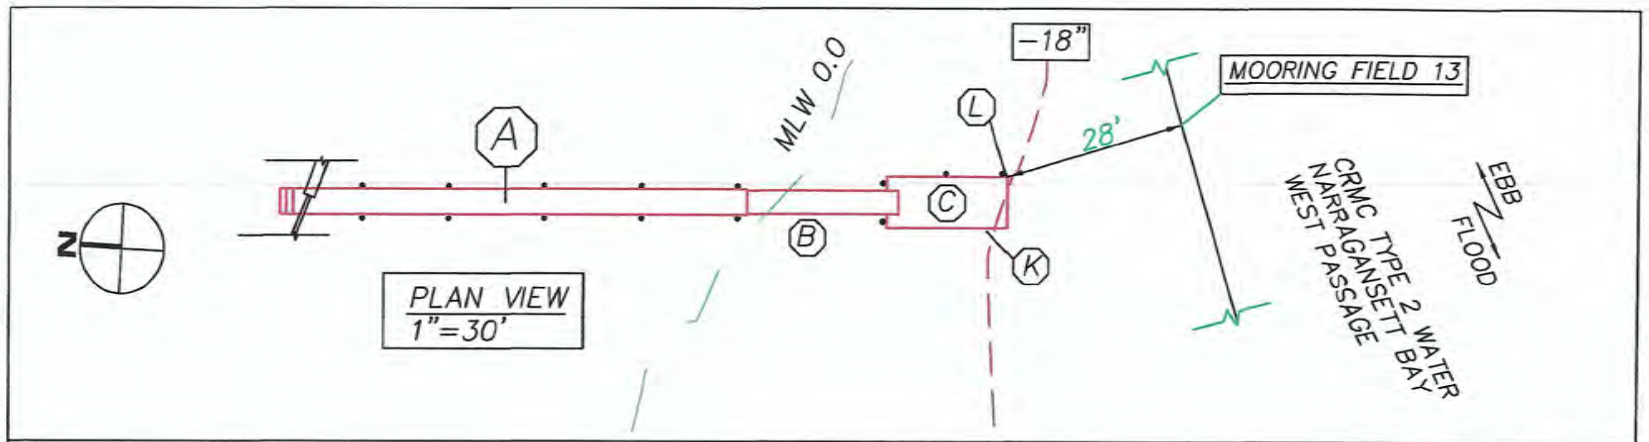 -18"
MOORING FIELD 13
MLW 0.0
L
28'
A
C
B
K
N
PLAN VIEW
1"=30'
CRMC TYPE 2 WATER
NARRAGANSETT BAY
WEST PASSAGE
EBB
FLOOD